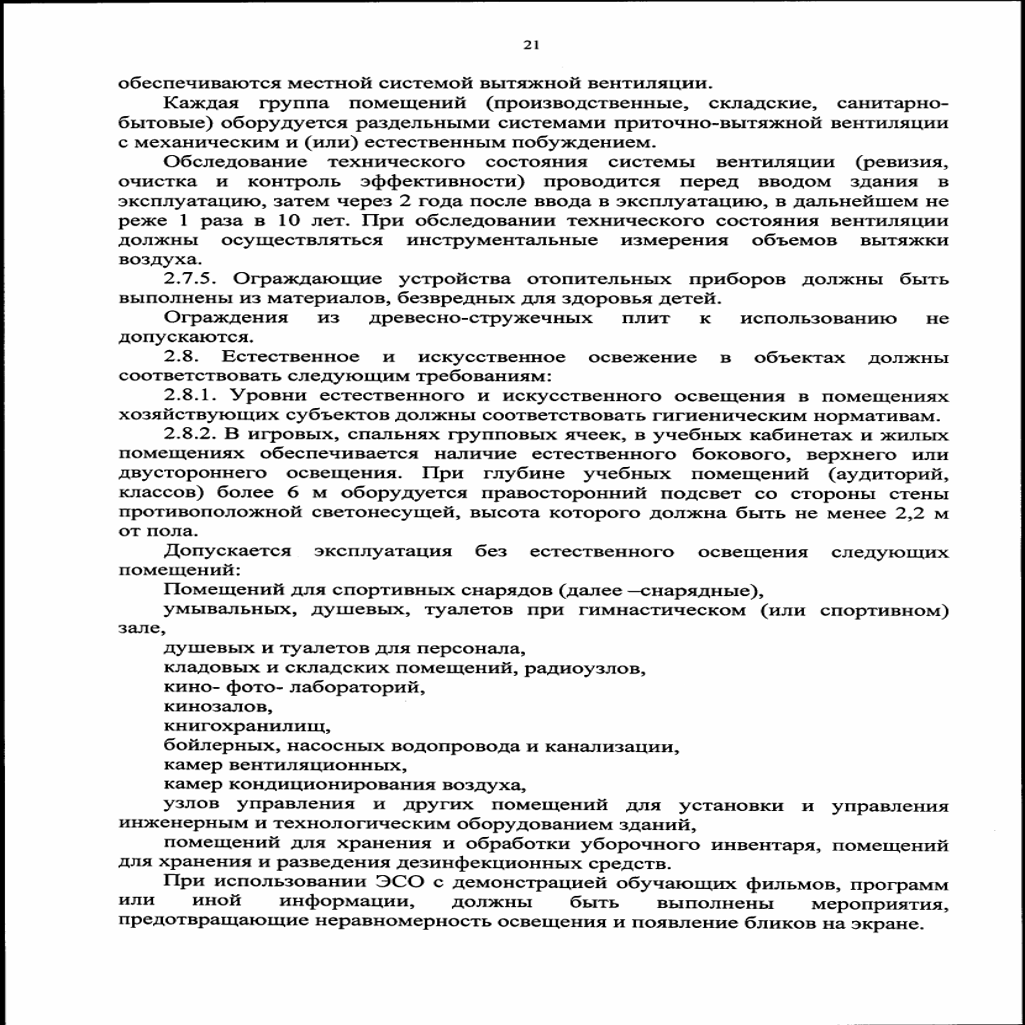 21
обеспечиваются местной системой вытяжной вентиляции.
Каждая группа помещений (производственные, складские, санитарно-
бытовые) оборудуется раздельными системами приточно-вытяжной вентиляции
с механическим и (или) естественным побуждением.
Обследование технического состояния системы вентиляции (ревизия,
очистка и контроль эффективности) проводится перед вводом здания в
эксплуатацию, затем через 2 года после ввода в эксплуатацию, в дальнейшем не
реже 1 раза в 10 лет. При обследовании технического состояния вентиляции
должны осуществляться инструментальные измерения объемов вытяжки
воздуха.
2.7.5. Ограждающие устройства отопительных приборов должны быть
выполнены из материалов, безвредных для здоровья детей.
Ограждения из древесно-стружечных плит к использованию не
допускаются.
2.8. Естественное и искусственное освежение в объектах должны
соответствовать следующим требованиям:
2.8.1. Уровни естественного и искусственного освещения в помещениях
хозяйствующих субъектов должны соответствовать гигиеническим нормативам.
2.8.2. В игровых, спальнях групповых ячеек, в учебных кабинетах и жилых
помещениях обеспечивается наличие естественного бокового, верхнего или
двустороннего освещения. При глубине учебных помещений (аудиторий,
классов) более 6 м оборудуется правосторонний подсвет со стороны стены
противоположной светонесущей, высота которого должна быть не менее 2,2 м
от пола.
Допускается эксплуатация без естественного освещения следующих
помещений:
Помещений для спортивных снарядов (далее –снарядные),
умывальных, душевых, туалетов при гимнастическом (или спортивном)
зале,
душевых и туалетов для персонала,
кладовых и складских помещений, радиоузлов,
кино- фото- лабораторий,
кинозалов,
книгохранилищ,
бойлерных, насосных водопровода и канализации,
камер вентиляционных,
камер кондиционирования воздуха,
узлов управления и других помещений для установки и управления
инженерным и технологическим оборудованием зданий,
помещений для хранения и обработки уборочного инвентаря, помещений
для хранения и разведения дезинфекционных средств.
При использовании ЭСО с демонстрацией обучающих фильмов, программ
или иной информации, должны быть выполнены мероприятия,
предотвращающие неравномерность освещения и появление бликов на экране.